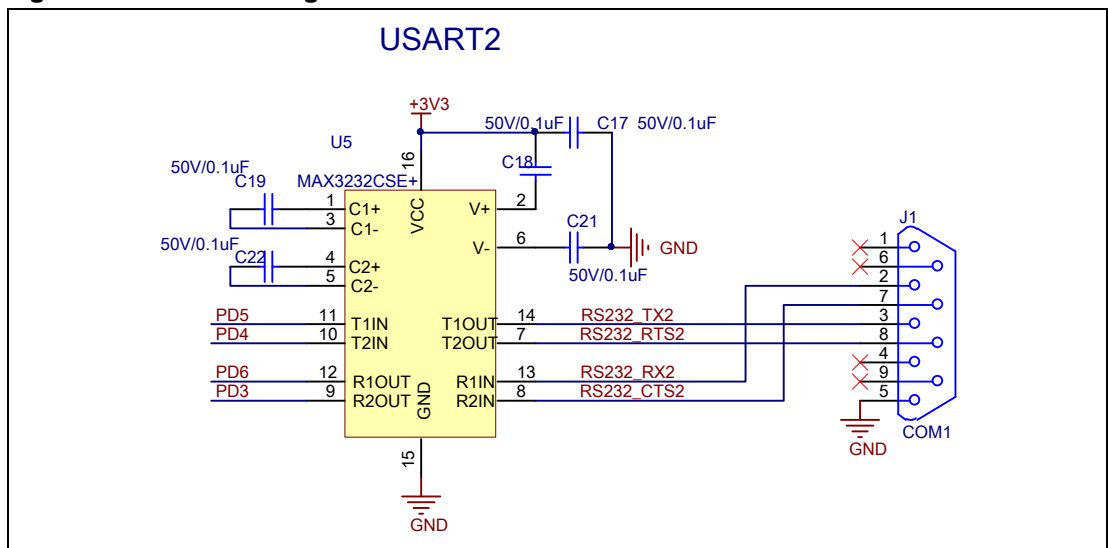 USART2
+3V3
50V/0.1uF C17 50V/0.1uF
U5
16
C18
50V/0.1uF
C19
MAX3232CSE+
1 C1+ VCC V+ 2
3 C1-
C21
J1
V- 6 GND
1
50V/0.1uF
C22
4 C2+
50V/0.1uF
6
5 C2-
2
7
PD5 11 T1IN T1OUT 14 RS232_TX2 3
PD4 10 T2IN T2OUT 7 RS232_RTS2 8
4
PD6 12 R1OUT R1IN 13 RS232_RX2 9
PD3 9 R2OUT GND R2IN 8 RS232_CTS2 5
COM1
GND
15
GND